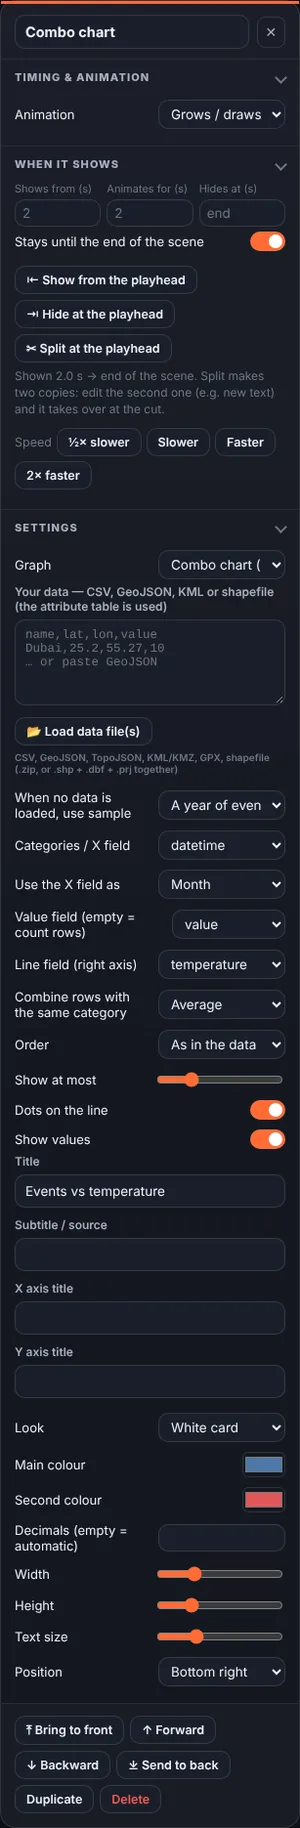 Combo chart ×
TIMING & ANIMATION
Animation Grows / draws
WHEN IT SHOWS
Shows from (s) Animates for (s) Hides at (s)
2 2 end
Stays until the end of the scene
⇤ Show from the playhead
⇥ Hide at the playhead
✂ Split at the playhead
Shown 2.0 s → end of the scene. Split makes
two copies: edit the second one (e.g. new text)
and it takes over at the cut.
Speed ½× slower Slower Faster
2× faster
SETTINGS
Graph Combo chart (
Your data — CSV, GeoJSON, KML or shapefile
(the attribute table is used)
name,lat,lon,value
Dubai,25.2,55.27,10
… or paste GeoJSON
📂 Load data file(s)
CSV, GeoJSON, TopoJSON, KML/KMZ, GPX, shapefile
(.zip, or .shp + .dbf + .prj together)
When no data is
loaded, use sample A year of even
Categories / X field datetime
Use the X field as Month
Value field (empty =
count rows) value
Line field (right axis) temperature
Combine rows with
the same category Average
Order As in the data
Show at most
Dots on the line
Show values
Title
Events vs temperature
Subtitle / source
X axis title
Y axis title
Look White card
Main colour
Second colour
Decimals (empty =
automatic)
Width
Height
Text size
Position Bottom right
⤒ Bring to front ↑ Forward
↓ Backward ⤓ Send to back
Duplicate Delete